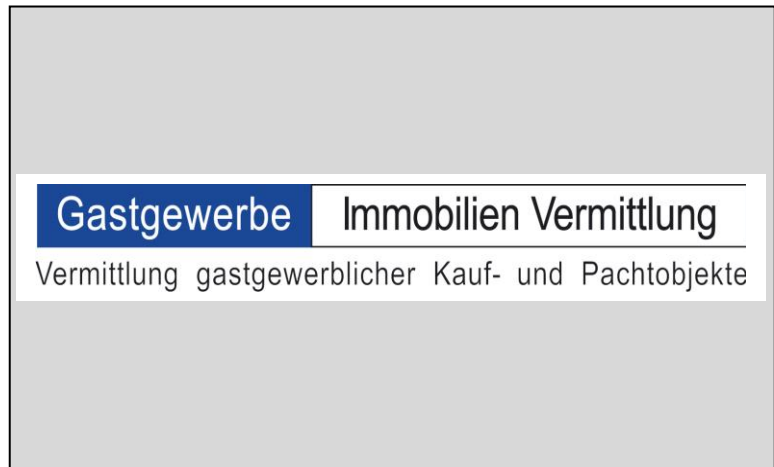 Gastgewerbe Immobilien Vermittlung
Vermittlung gastgewerblicher Kauf- und Pachtobjekte